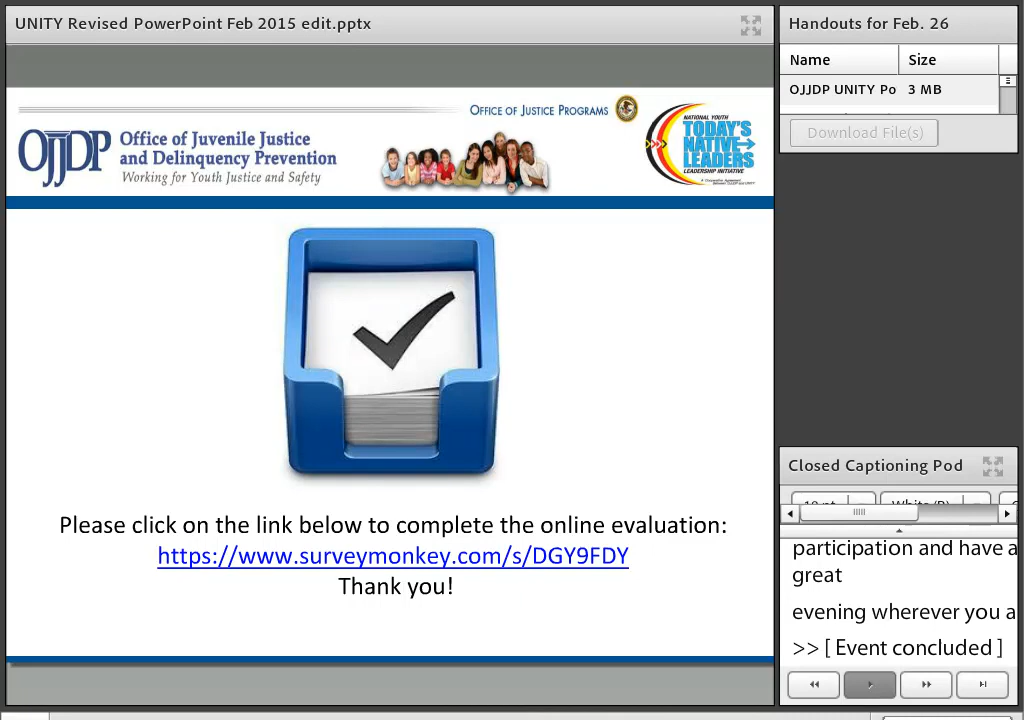 UNITY Revised PowerPoint Feb 2015 edit.pptx
OFFICE OF JUSTICE PROGRAMS
OJJDP
Office of Juvenile Justice
and Delinquency Prevention
Working for Youth Justice and Safety
NATIONAL YOUTH
TODAY'S
NATIVE
LEADERS
LEADERSHIP INITIATIVE
Please click on the link below to complete the online evaluation:
https://www.surveymonkey.com/s/DGY9FDY
Thank you!
Handouts for Feb. 26
Name Size
OJJDP UNITY Po 3 MB
Download File(s)
Closed Captioning Pod
participation and have a
great
evening wherever you a
>> [ Event concluded ]